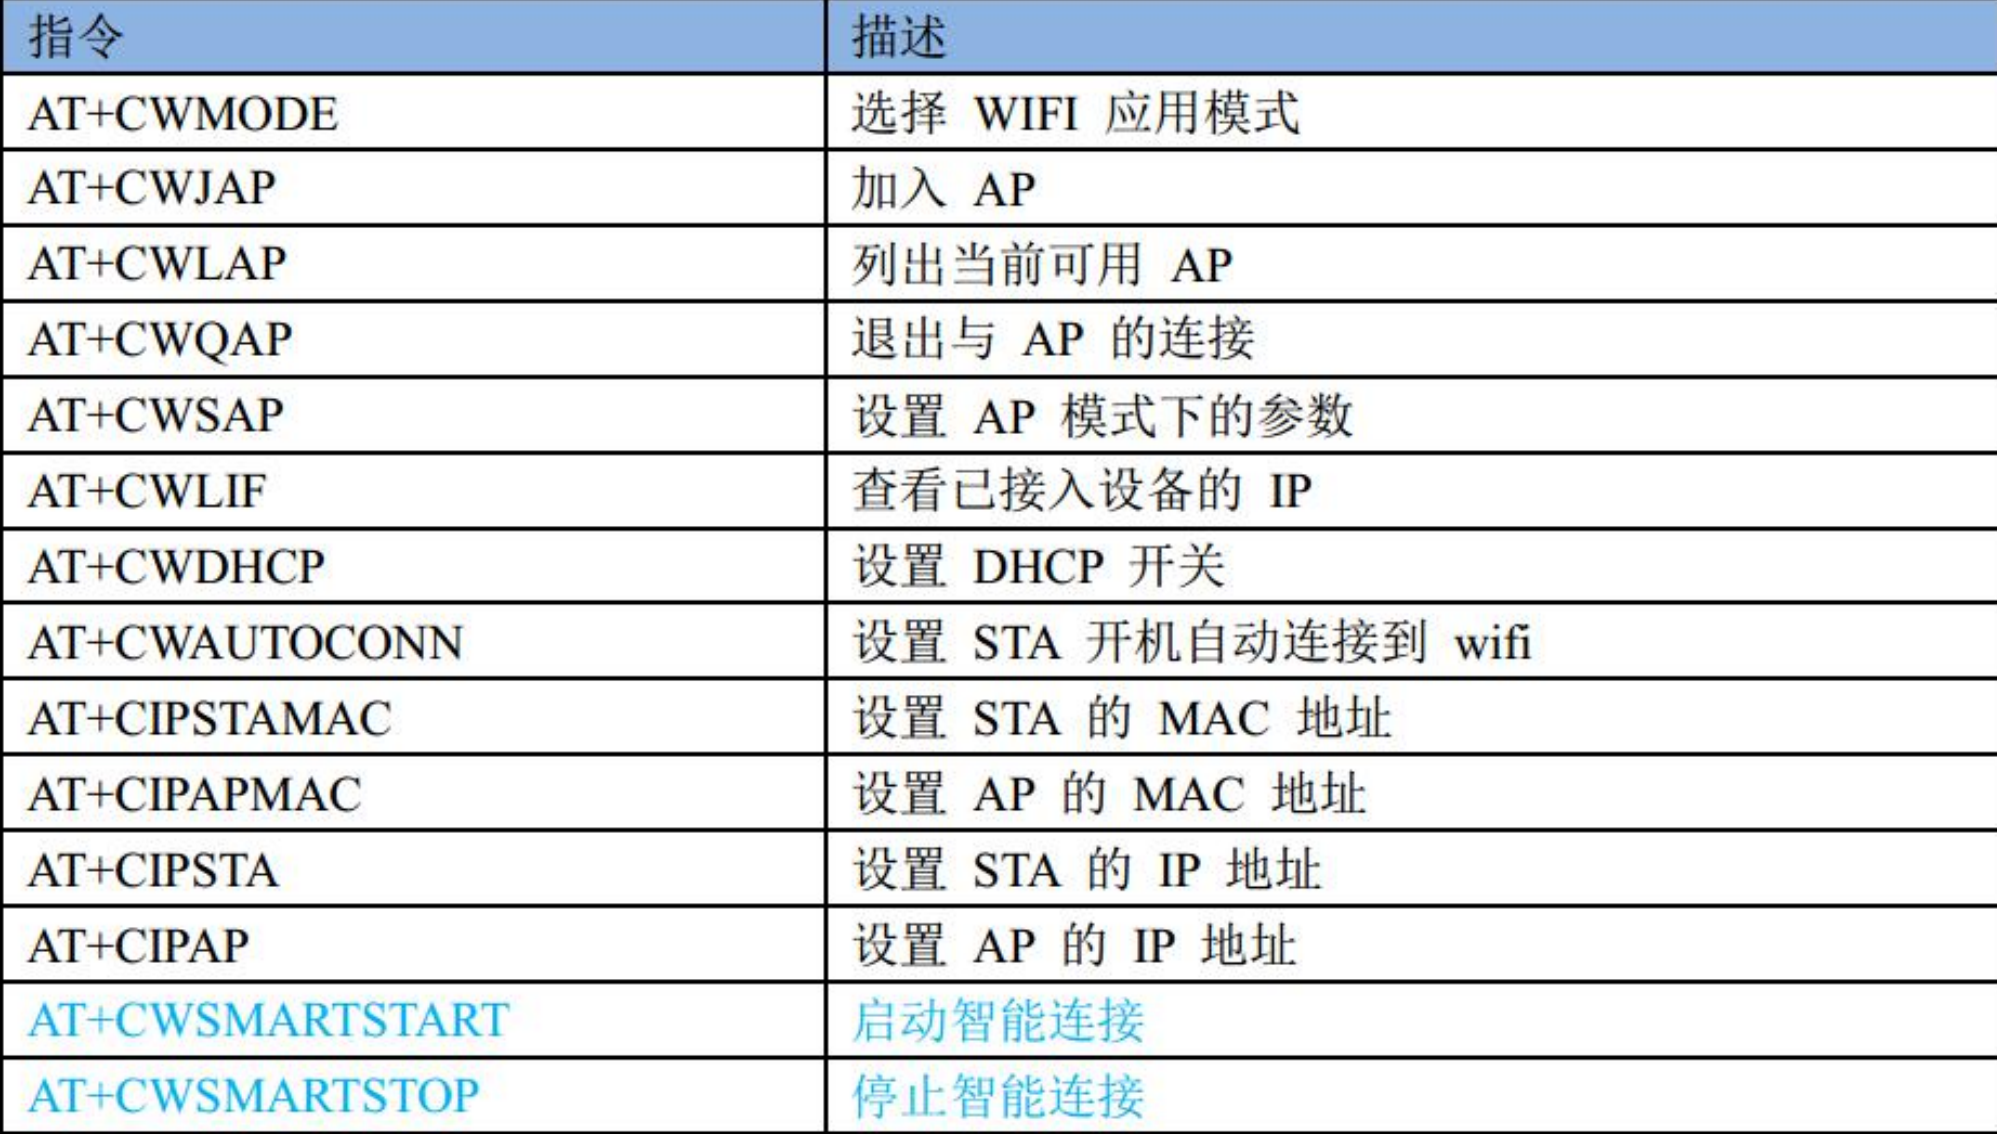 指令 描述
AT+CWMODE 选择 WIFI 应用模式
AT+CWJAP 加入 AP
AT+CWLAP 列出当前可用 AP
AT+CWQAP 退出与 AP 的连接
AT+CWSAP 设置 AP 模式下的参数
AT+CWLIF 查看已接入设备的 IP
AT+CWDHCP 设置 DHCP 开关
AT+CWAUTOCONN 设置 STA 开机自动连接到 wifi
AT+CIPSTAMAC 设置 STA 的 MAC 地址
AT+CIPAPMAC 设置 AP 的 MAC 地址
AT+CIPSTA 设置 STA 的 IP 地址
AT+CIPAP 设置 AP 的 IP 地址
AT+CWSMARTSTART 启动智能连接
AT+CWSMARTSTOP 停止智能连接